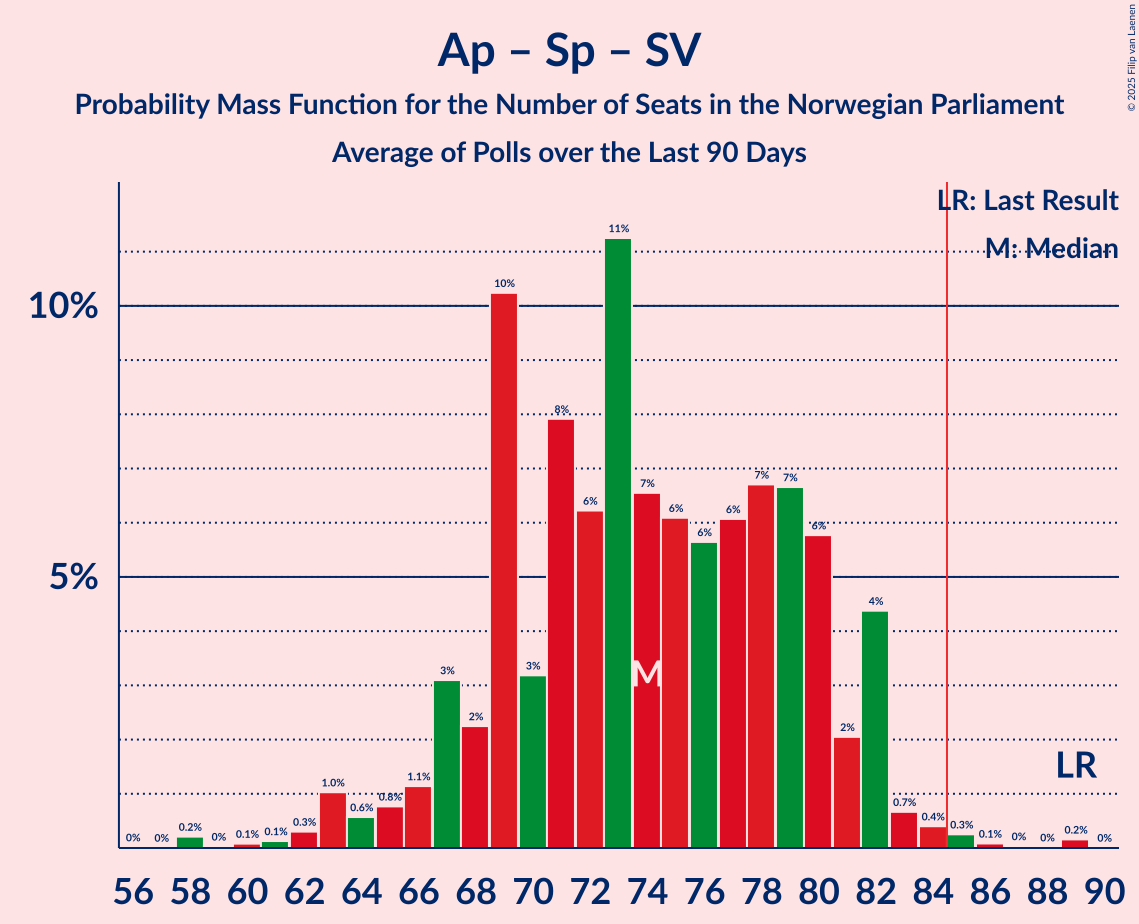 Ap – Sp – SV
Probability Mass Function for the Number of Seats in the Norwegian Parliament
Average of Polls over the Last 90 Days
© 2025 Filip van Laenen
LR: Last Result
M: Median
10%
5%
0% 0% 0.2% 0% 0.1% 0.1% 0.3% 1.0% 0.6% 0.8% 1.1% 3% 2% 10% 3% 8% 6% 11% 7% 6% 6% 6% 7% 7% 6% 2% 4% 0.7% 0.4% 0.3% 0.1% 0% 0% 0.2% 0%
M
LR
56 58 60 62 64 66 68 70 72 74 76 78 80 82 84 86 88 90